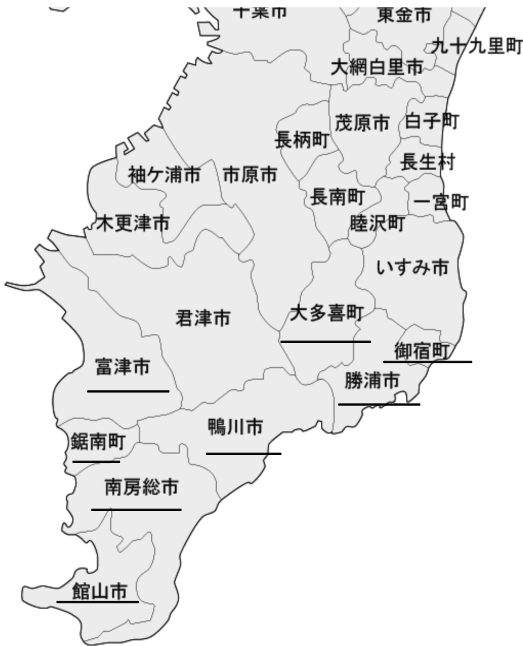 千葉市
東金市
九十九里町
大網白里市
茂原市
白子町
長柄町
長生村
袖ケ浦市
市原市
長南町
一宮町
木更津市
睦沢町
いすみ市
大多喜町
君津市
御宿町
富津市
勝浦市
鴨川市
鋸南町
南房総市
館山市